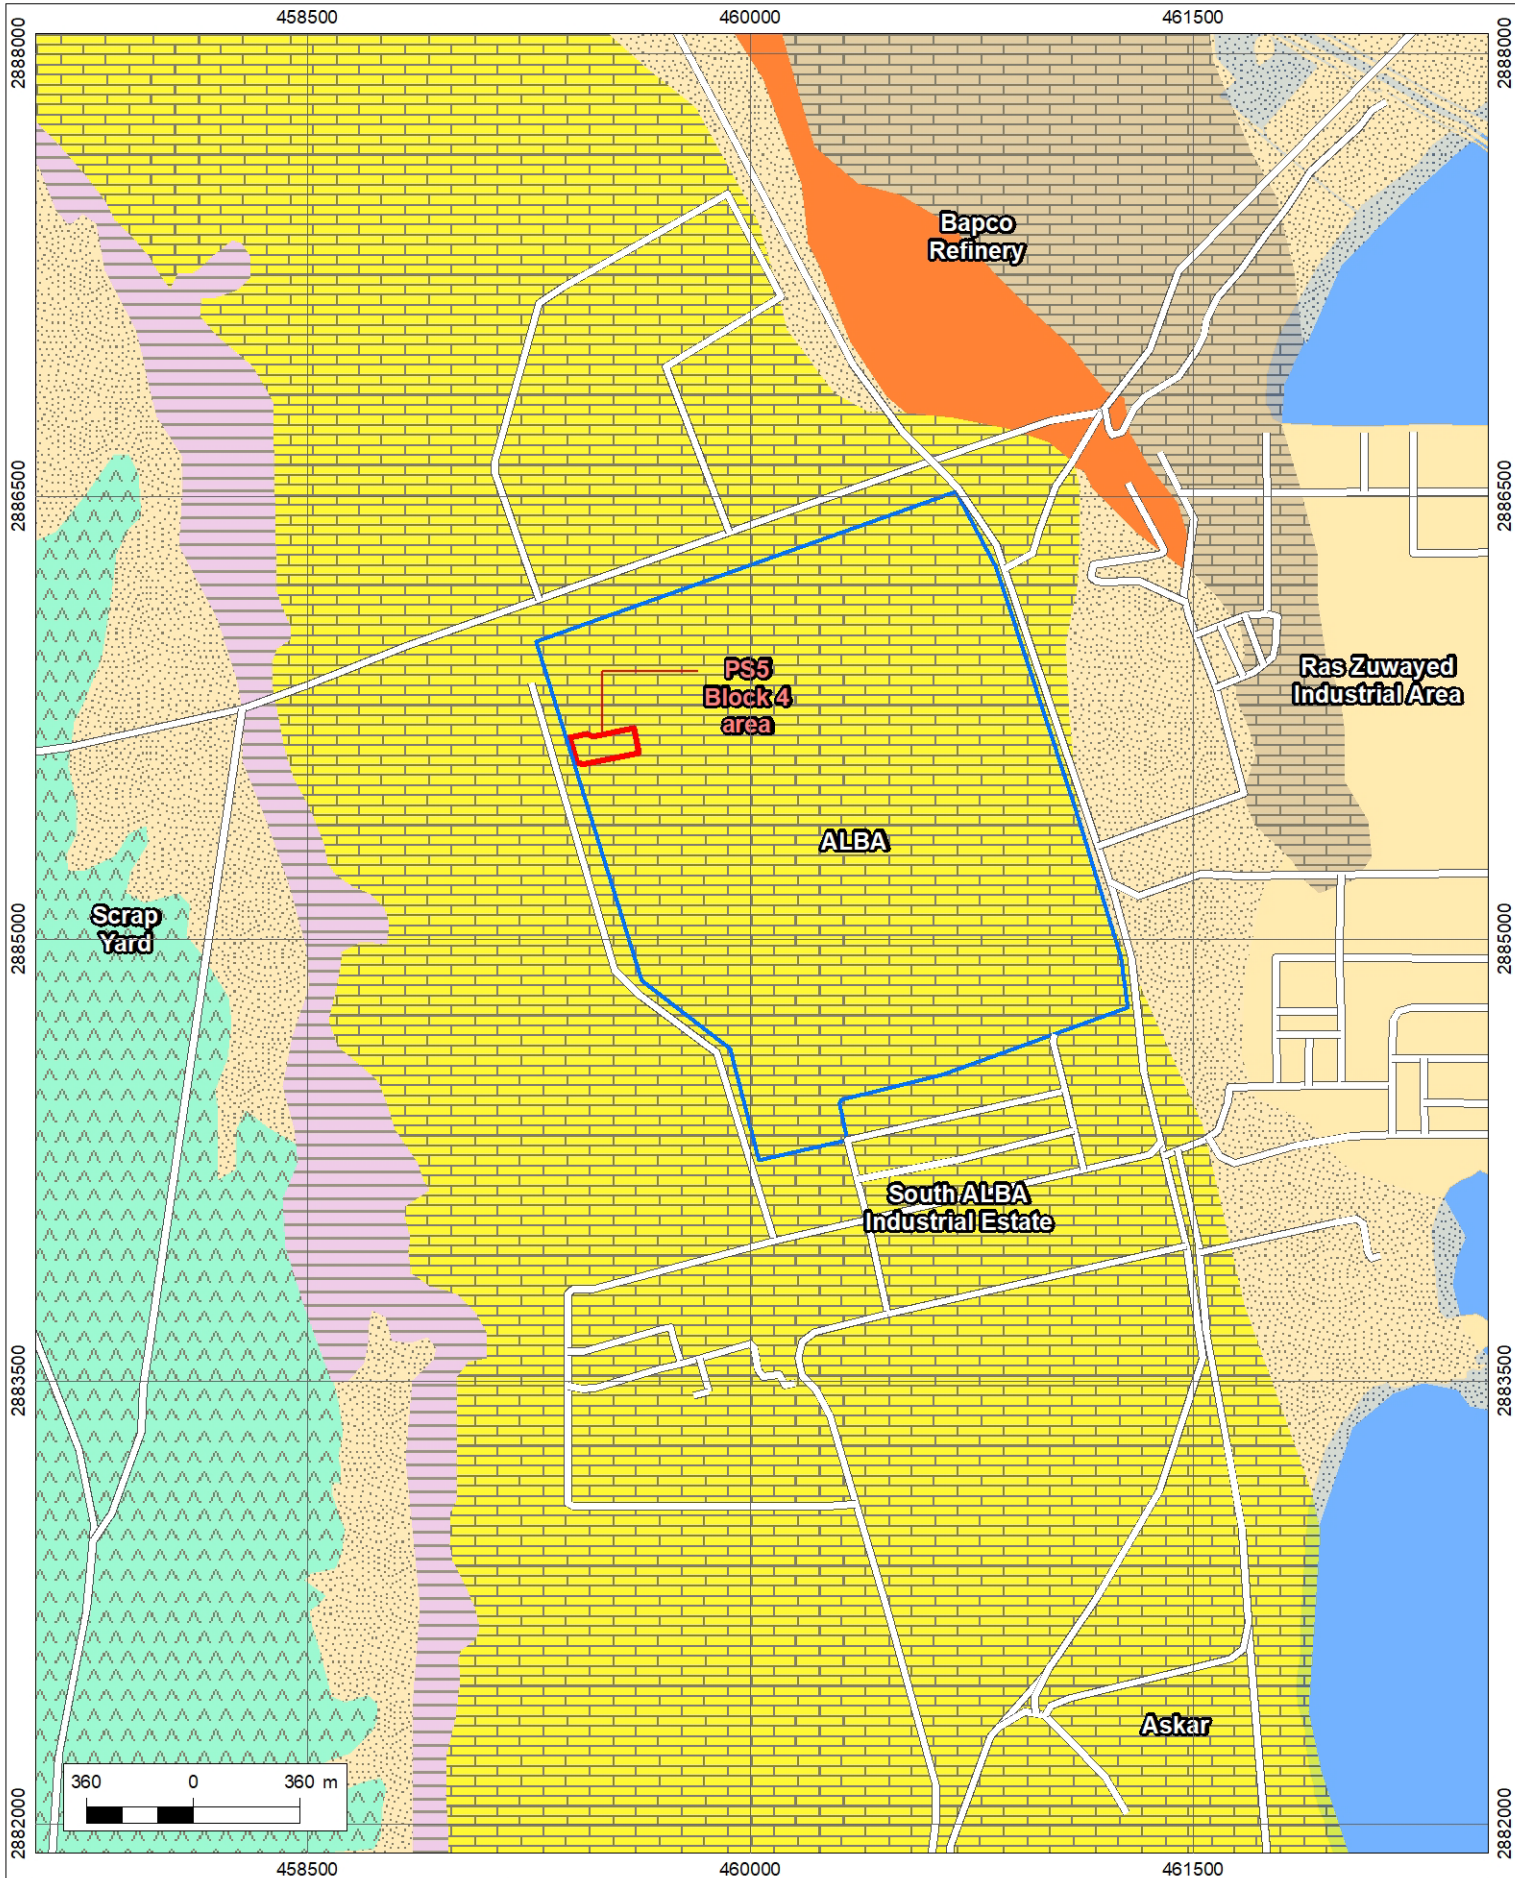 458500
460000
461500
2888000
2888000
Bapco
Refinery
2886500
2886500
PS5
Block 4
area
Ras Zuwayed
Industrial Area
ALBA
Scrap
Yard
2885000
2885000
South ALBA
Industrial Estate
2883500
2883500
Askar
360 0 360 m
2882000
2882000
458500
460000
461500